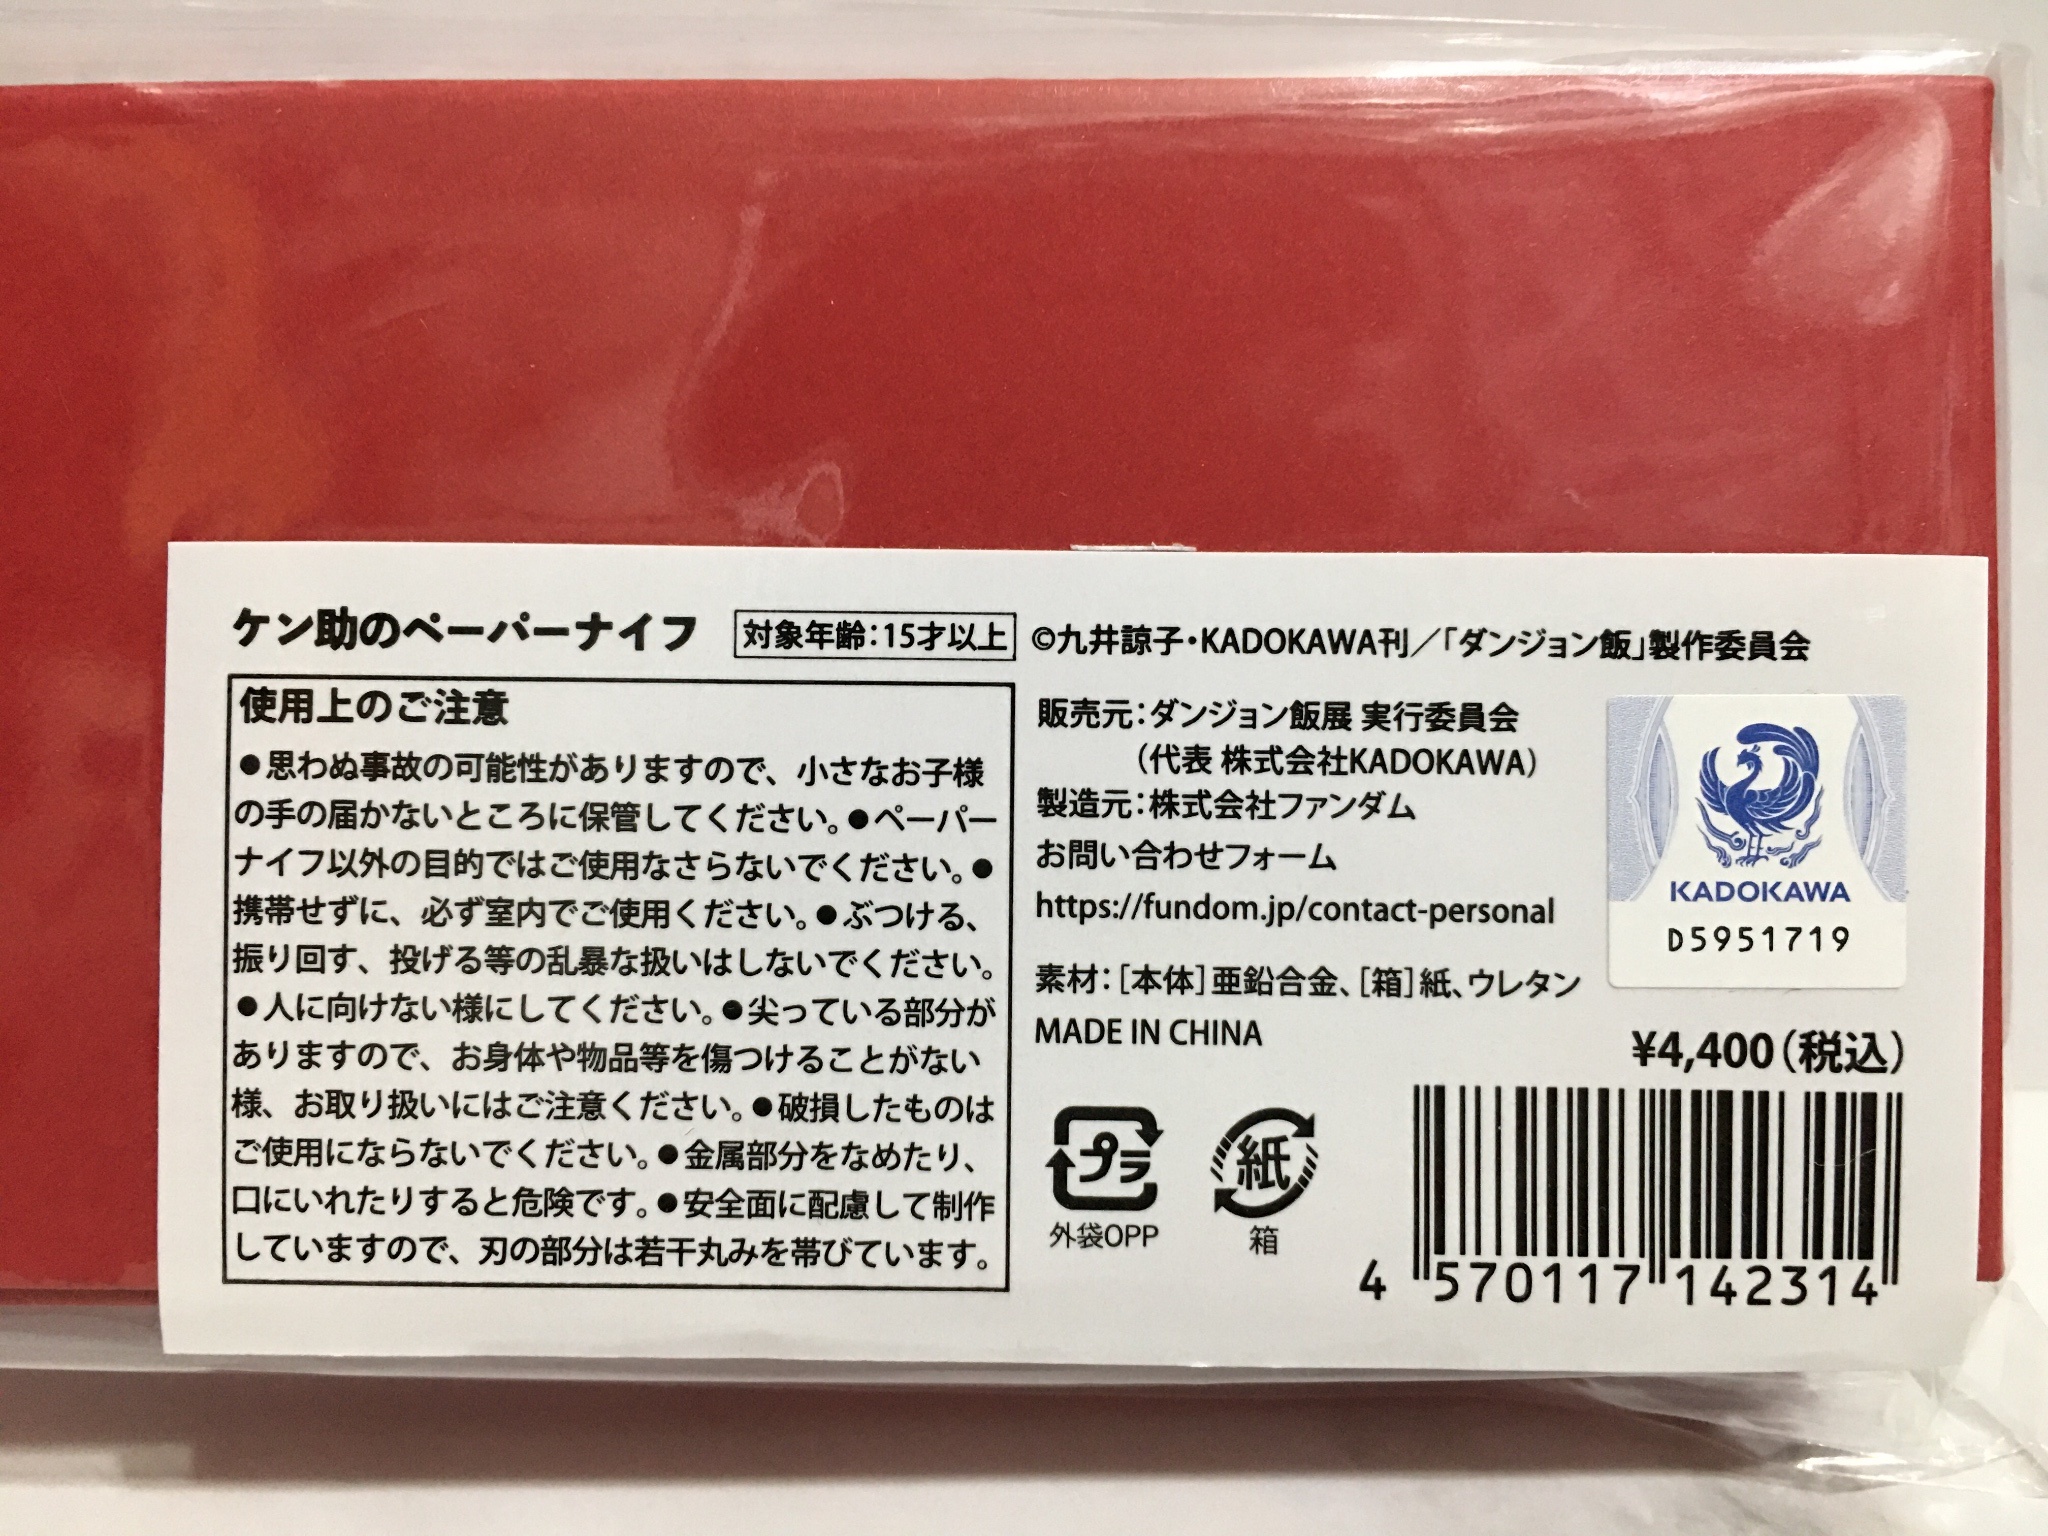 ケン助のペーパーナイフ
対象年齢:15才以上
©九井諒子・KADOKAWA刊／「ダンジョン飯」製作委員会
使用上のご注意
●思わぬ事故の可能性がありますので、小さなお子様
の手の届かないところに保管してください。●ペーパー
ナイフ以外の目的ではご使用なさらないでください。●
携帯せずに、必ず室内でご使用ください。●ぶつける、
振り回す、投げる等の乱暴な扱いはしないでください。
●人に向けない様にしてください。●尖っている部分が
ありますので、お身体や物品等を傷つけることがない
様、お取り扱いにはご注意ください。●破損したものは
ご使用にならないでください。●金属部分をなめたり、
口にいれたりすると危険です。●安全面に配慮して制作
していますので、刃の部分は若干丸みを帯びています。
販売元:ダンジョン飯展 実行委員会
（代表 株式会社KADOKAWA）
製造元:株式会社ファンダム
お問い合わせフォーム
https://fundom.jp/contact-personal
素材:［本体］亜鉛合金、［箱］紙、ウレタン
MADE IN CHINA
KADOKAWA
D5951719
¥4,400（税込）
プラ
外袋OPP
紙
箱
4 570117 142314